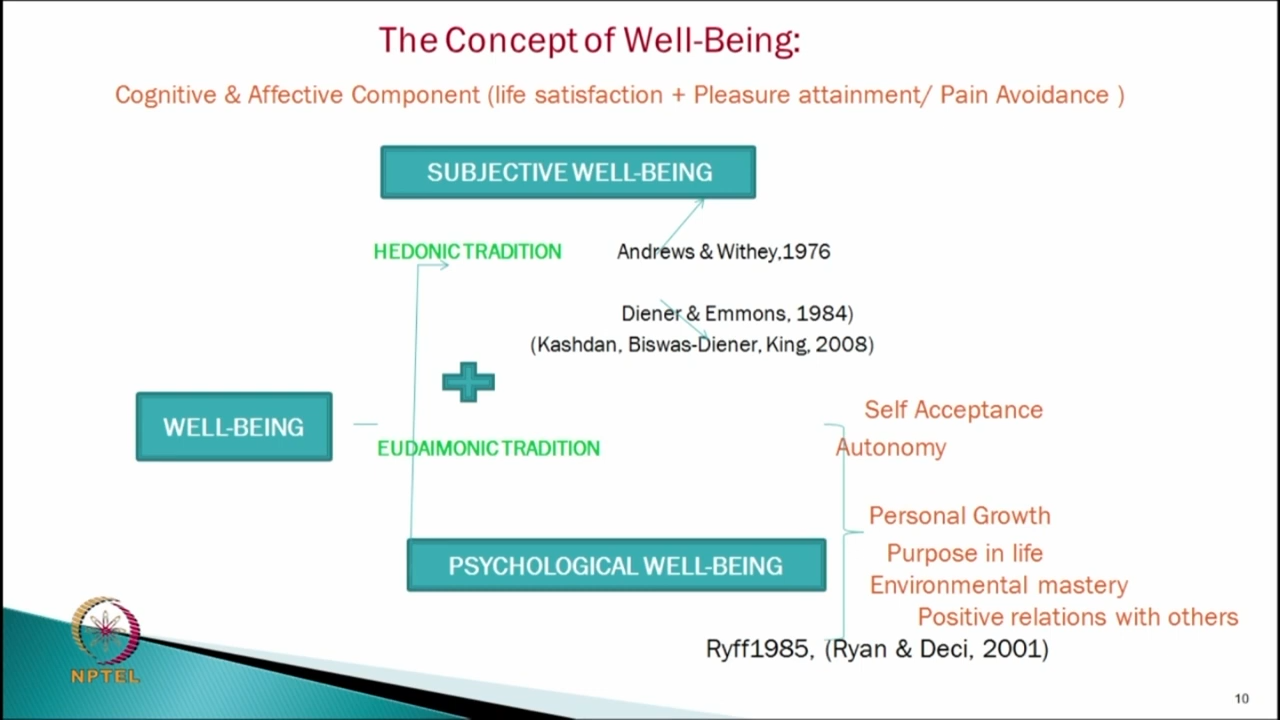 The Concept of Well-Being:
Cognitive & Affective Component (life satisfaction + Pleasure attainment/ Pain Avoidance )
SUBJECTIVE WELL-BEING
HEDONIC TRADITION
Andrews & Withey,1976
Diener & Emmons, 1984)
(Kashdan, Biswas-Diener, King, 2008)
WELL-BEING
EUDAIMONIC TRADITION
Self Acceptance
Autonomy
Personal Growth
Purpose in life
Environmental mastery
Positive relations with others
PSYCHOLOGICAL WELL-BEING
Ryff1985, (Ryan & Deci, 2001)
NPTEL
10